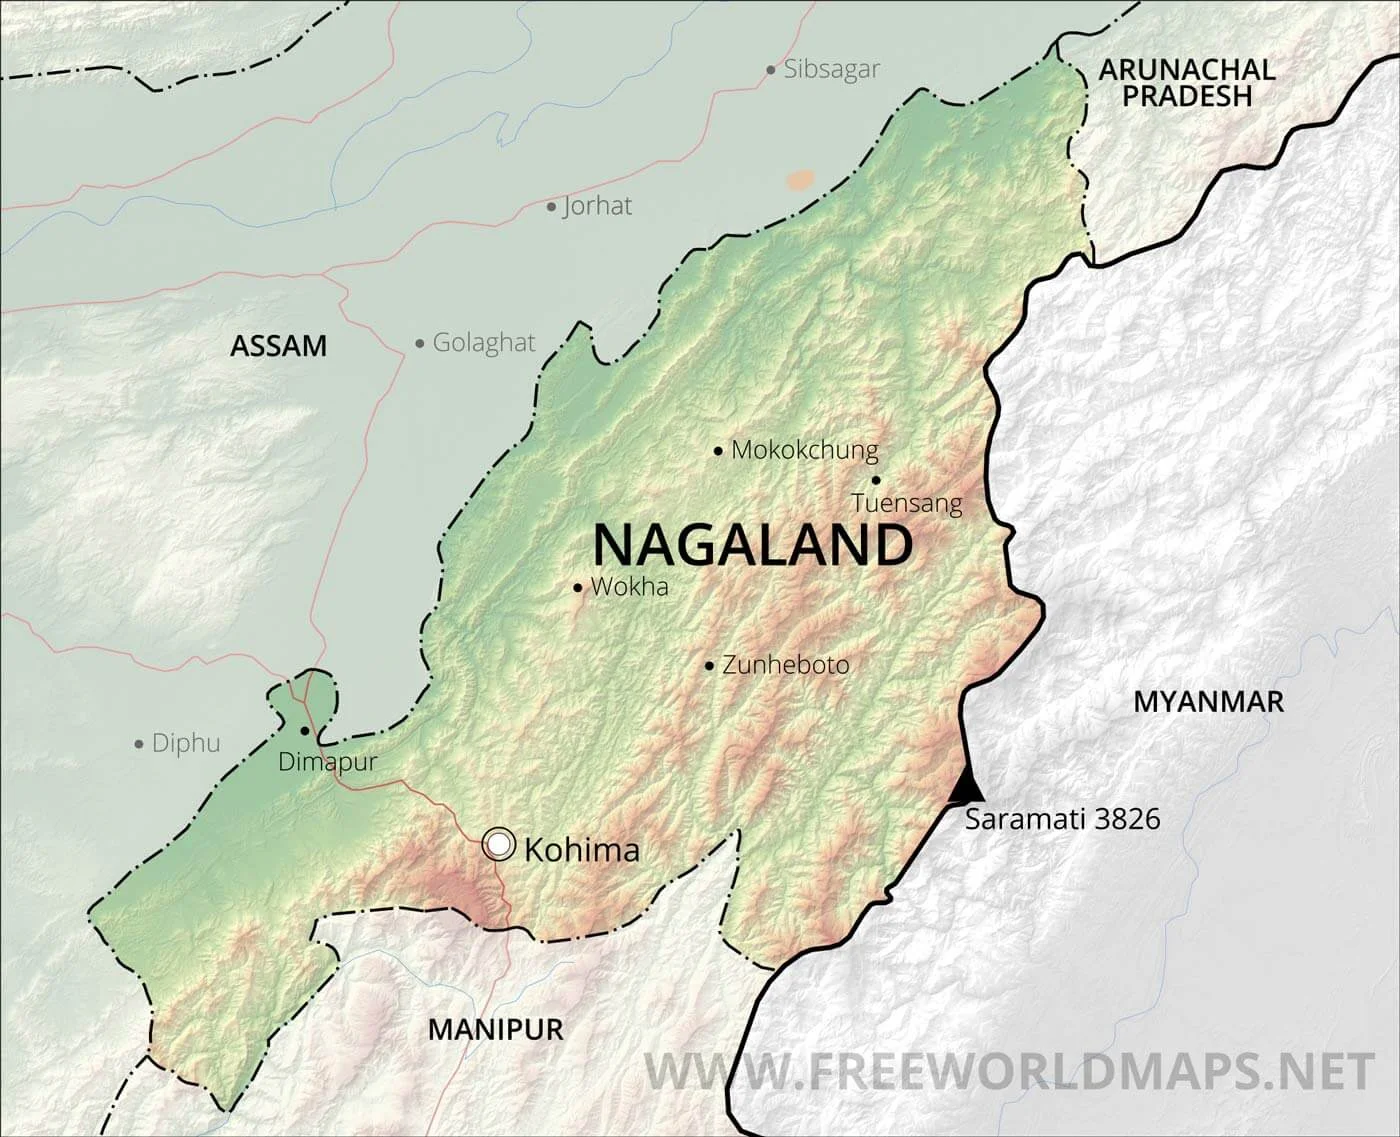 Sibsagar
ARUNACHAL
PRADESH
Jorhat
ASSAM
Golaghat
Mokokchung
Tuensang
NAGALAND
Wokha
Zunheboto
MYANMAR
Diphu
Dimapur
Saramati 3826
Kohima
MANIPUR
WWW.FREEWORLDMAPS.NET